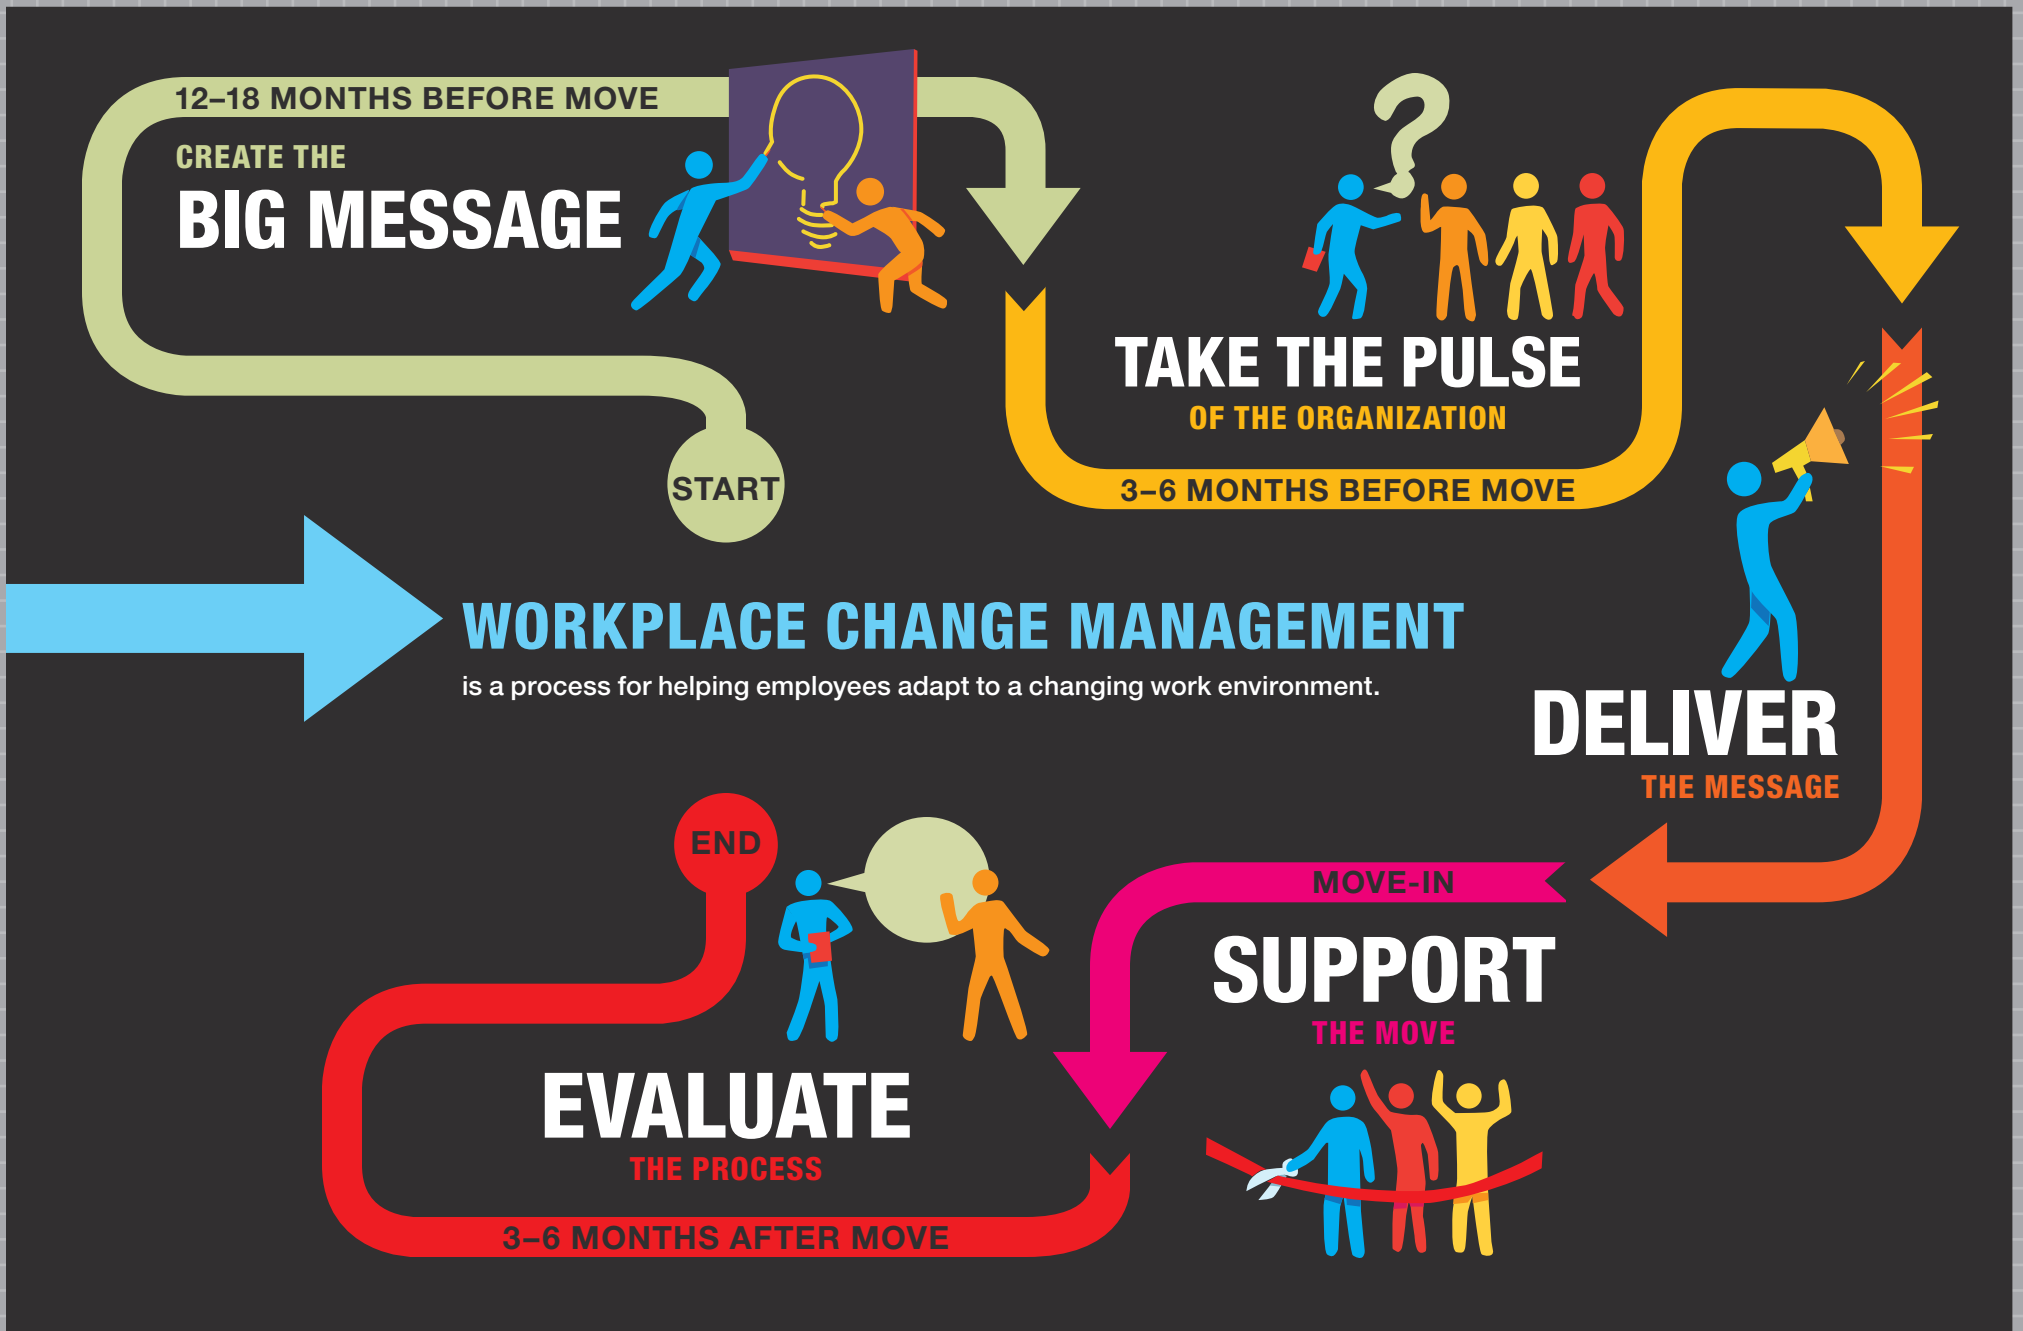 12–18 MONTHS BEFORE MOVE
CREATE THE
BIG MESSAGE
START
TAKE THE PULSE
OF THE ORGANIZATION
3–6 MONTHS BEFORE MOVE
WORKPLACE CHANGE MANAGEMENT
is a process for helping employees adapt to a changing work environment.
DELIVER
THE MESSAGE
MOVE-IN
SUPPORT
THE MOVE
END
EVALUATE
THE PROCESS
3–6 MONTHS AFTER MOVE